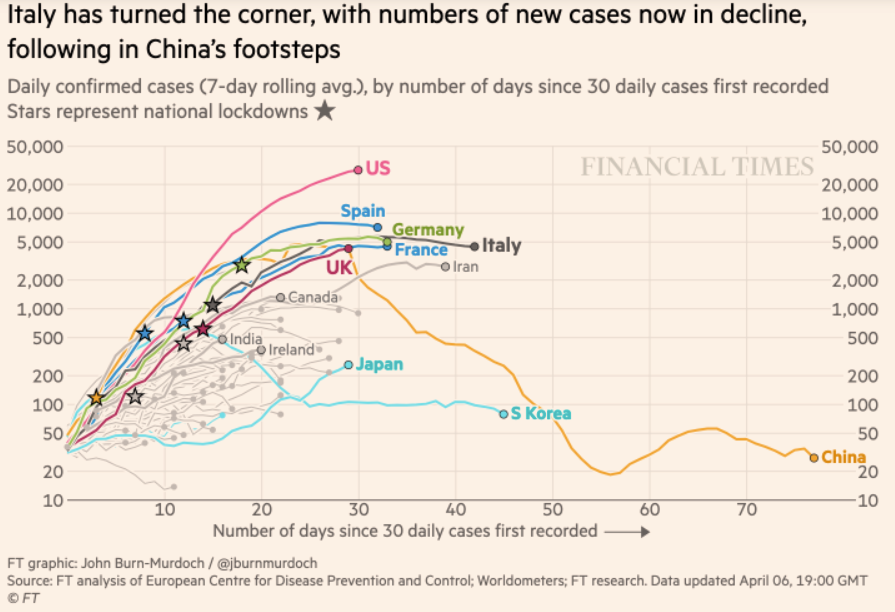 Italy has turned the corner, with numbers of new cases now in decline,
following in China's footsteps
Daily confirmed cases (7-day rolling avg.), by number of days since 30 daily cases first recorded
Stars represent national lockdowns ★
50,000 50,000
FINANCIAL TIMES
US
20,000 20,000
Spain
10,000 10,000
Germany
5,000 5,000
France
Italy
UK
Iran
2,000 2,000
Canada
1,000 1,000
India
500 500
Ireland
Japan
200 200
100 100
S Korea
50 50
China
20 20
10 10
10 20 30 40 50 60 70
Number of days since 30 daily cases first recorded
FT graphic: John Burn-Murdoch / @jburnmurdoch
Source: FT analysis of European Centre for Disease Prevention and Control; Worldometers; FT research. Data updated April 06, 19:00 GMT
© FT